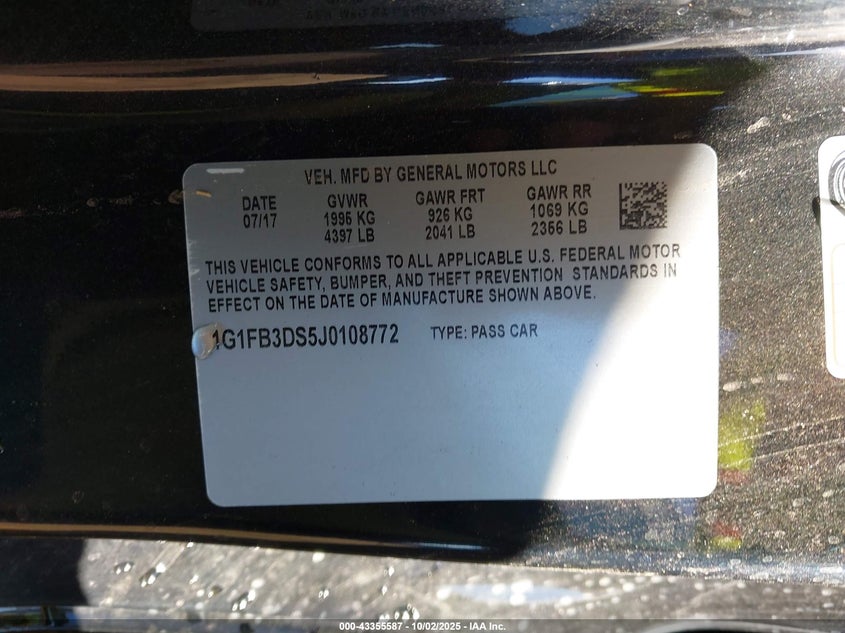 VEH. MFD BY GENERAL MOTORS LLC
DATE GVWR GAWR FRT GAWR RR
07/17 1995 KG 926 KG 1069 KG
4397 LB 2041 LB 2356 LB
THIS VEHICLE CONFORMS TO ALL APPLICABLE U.S. FEDERAL MOTOR
VEHICLE SAFETY, BUMPER, AND THEFT PREVENTION STANDARDS IN
EFFECT ON THE DATE OF MANUFACTURE SHOWN ABOVE.
1G1FB3DS5J0108772 TYPE: PASS CAR
000-43355587 - 10/02/2025 - IAA Inc.